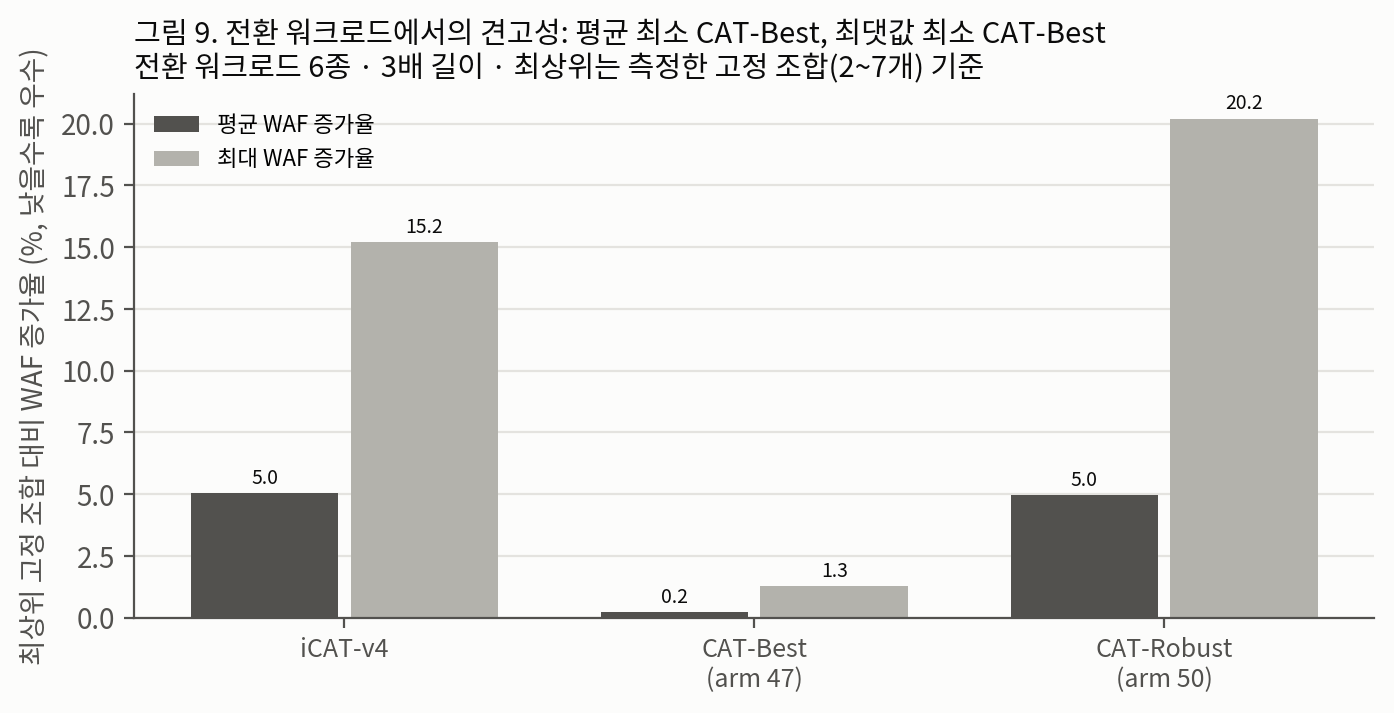 그림 9. 전환 워크로드에서의 견고성: 평균 최소 CAT-Best, 최댓값 최소 CAT-Best
전환 워크로드 6종 · 3배 길이 · 최상위는 측정한 고정 조합(2~7개) 기준
최상위 고정 조합 대비 WAF 증가율 (%, 낮을수록 우수)
평균 WAF 증가율
최대 WAF 증가율
20.0
17.5
15.0
12.5
10.0
7.5
5.0
2.5
0.0
5.0
15.2
0.2
1.3
5.0
20.2
iCAT-v4
CAT-Best
(arm 47)
CAT-Robust
(arm 50)